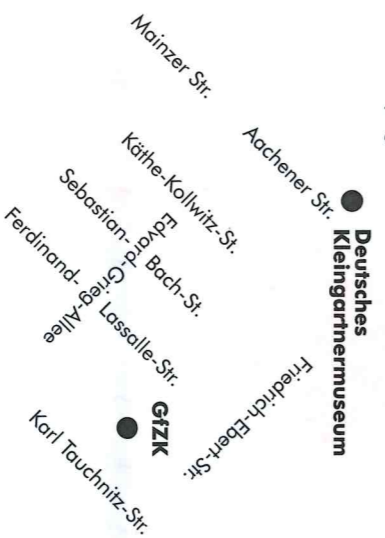 Mainzer Str.
Aachener Str.
Deutsches
Kleingärtnermuseum
Käthe-Kollwitz-St.
Sebastian-
Bach-St.
Edvard-Grieg-Allee
Ferdinand-
Lassalle-Str.
Friedrich-Ebert-Str.
GfZK
Karl Tauchnitz-Str.